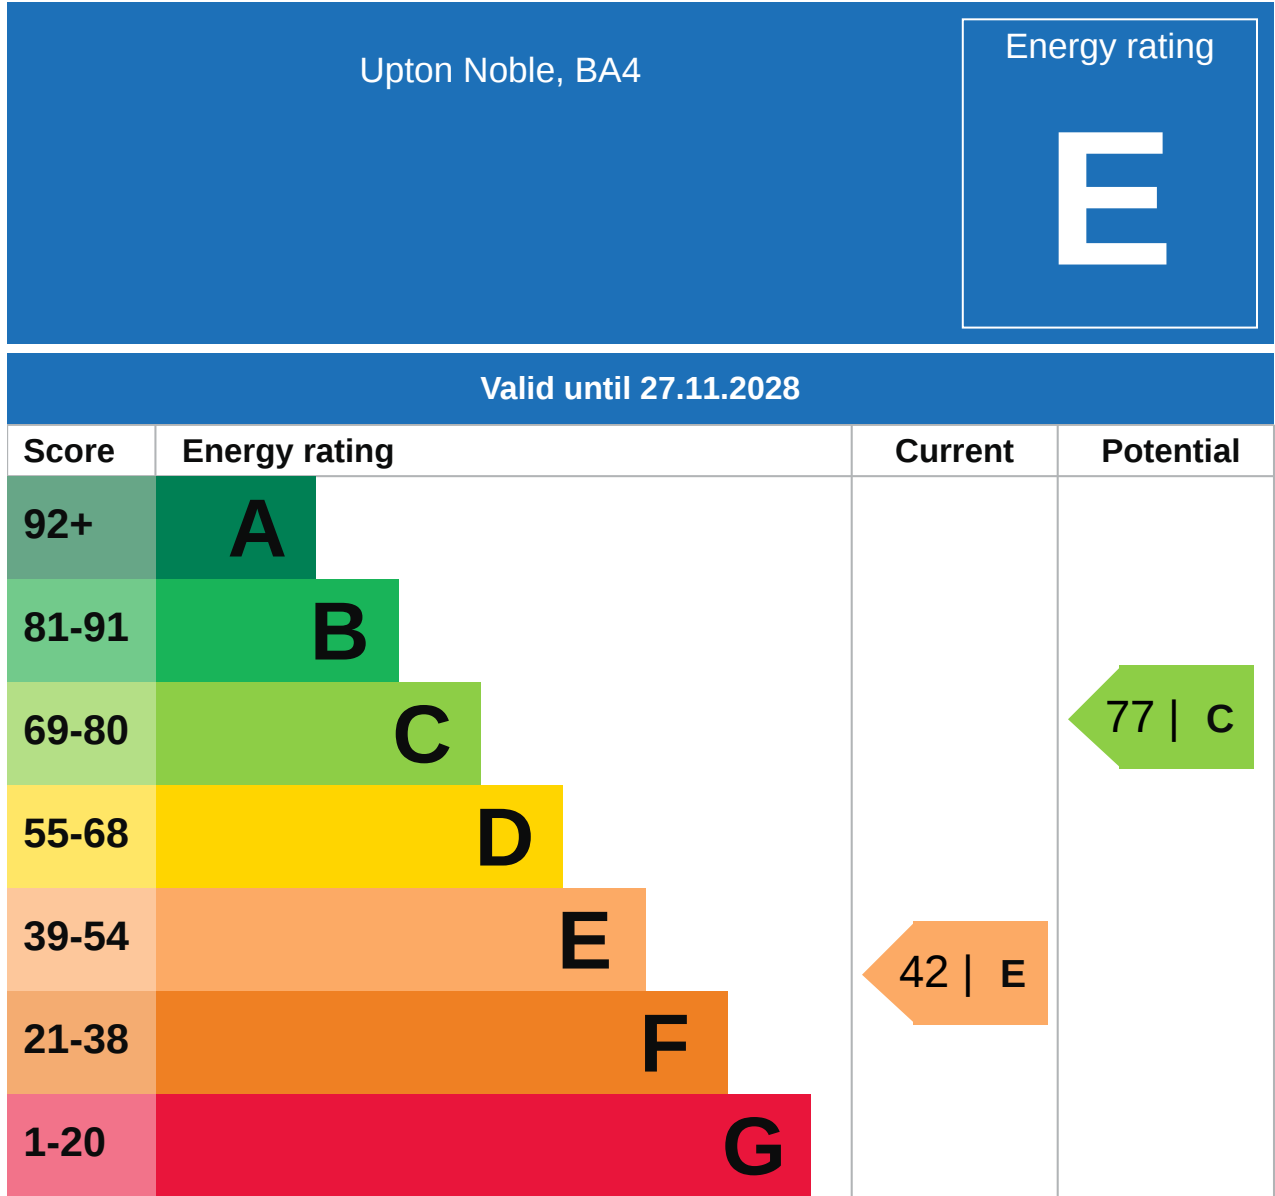 Upton Noble, BA4
Energy rating
E
Valid until 27.11.2028
Score Energy rating Current Potential
92+ A
81-91 B
69-80 C
77 | C
55-68 D
39-54 E
42 | E
21-38 F
1-20 G